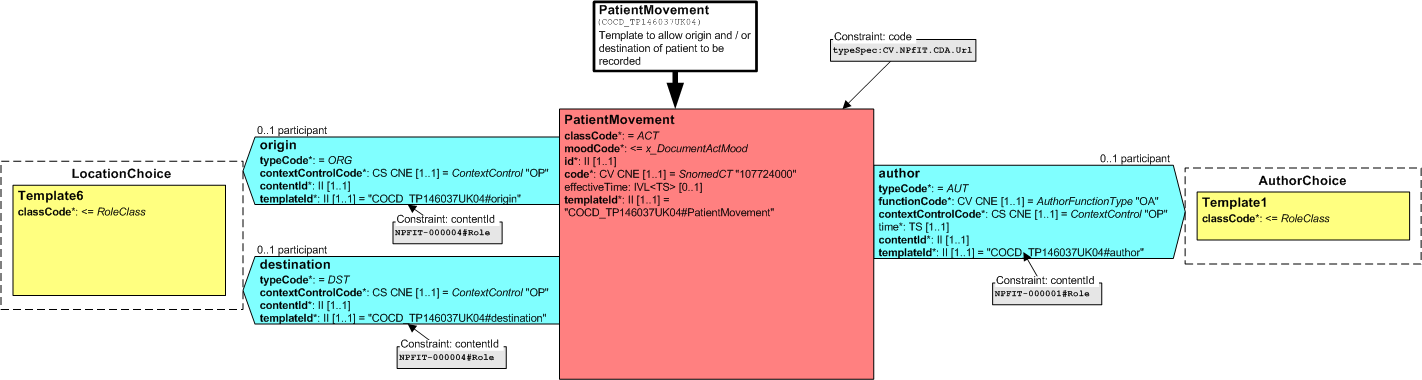 PatientMovement
(COCD_TP146037UK04)
Template to allow origin and / or
destination of patient to be
recorded
Constraint: code
typeSpec:CV.NPfIT.CDA.Url
0..1 participant
origin
typeCode*: = ORG
contextControlCode*: CS CNE [1..1] = ContextControl "OP"
contentId*: II [1..1]
templateId*: II [1..1] = "COCD_TP146037UK04#origin"
Constraint: contentId
NPFIT-000004#Role
LocationChoice
Template6
classCode*: <= RoleClass
0..1 participant
destination
typeCode*: = DST
contextControlCode*: CS CNE [1..1] = ContextControl "OP"
contentId*: II [1..1]
templateId*: II [1..1] = "COCD_TP146037UK04#destination"
Constraint: contentId
NPFIT-000004#Role
PatientMovement
classCode*: = ACT
moodCode*: <= x_DocumentActMood
id*: II [1..1]
code*: CV CNE [1..1] = SnomedCT "107724000"
effectiveTime: IVL<TS> [0..1]
templateId*: II [1..1] =
"COCD_TP146037UK04#PatientMovement"
0..1 participant
author
typeCode*: = AUT
functionCode*: CV CNE [1..1] = AuthorFunctionType "OA"
contextControlCode*: CS CNE [1..1] = ContextControl "OP"
time*: TS [1..1]
contentId*: II [1..1]
templateId*: II [1..1] = "COCD_TP146037UK04#author"
Constraint: contentId
NPFIT-000001#Role
AuthorChoice
Template1
classCode*: <= RoleClass